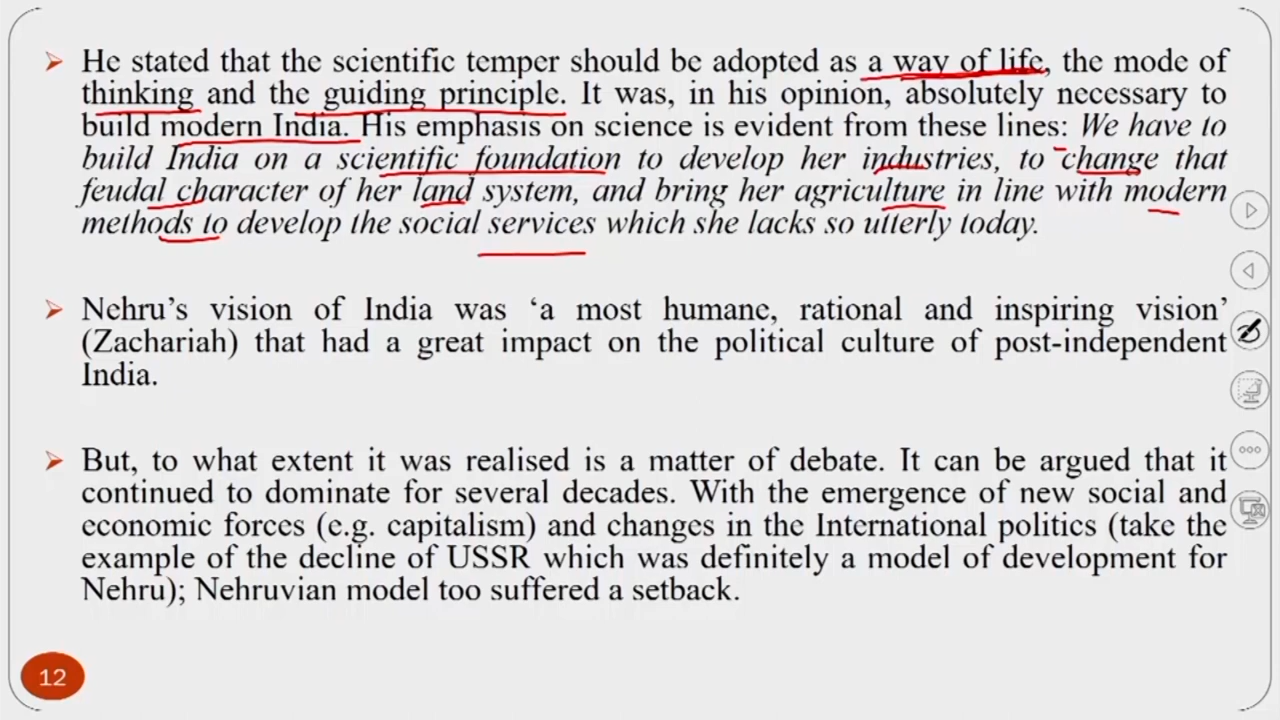 He stated that the scientific temper should be adopted as a way of life, the mode of
thinking and the guiding principle. It was, in his opinion, absolutely necessary to
build modern India. His emphasis on science is evident from these lines: We have to
build India on a scientific foundation to develop her industries, to change that
feudal character of her land system, and bring her agriculture in line with modern
methods to develop the social services which she lacks so utterly today.
Nehru's vision of India was ‘a most humane, rational and inspiring vision’
(Zachariah) that had a great impact on the political culture of post-independent
India.
But, to what extent it was realised is a matter of debate. It can be argued that it
continued to dominate for several decades. With the emergence of new social and
economic forces (e.g. capitalism) and changes in the International politics (take the
example of the decline of USSR which was definitely a model of development for
Nehru); Nehruvian model too suffered a setback.
12